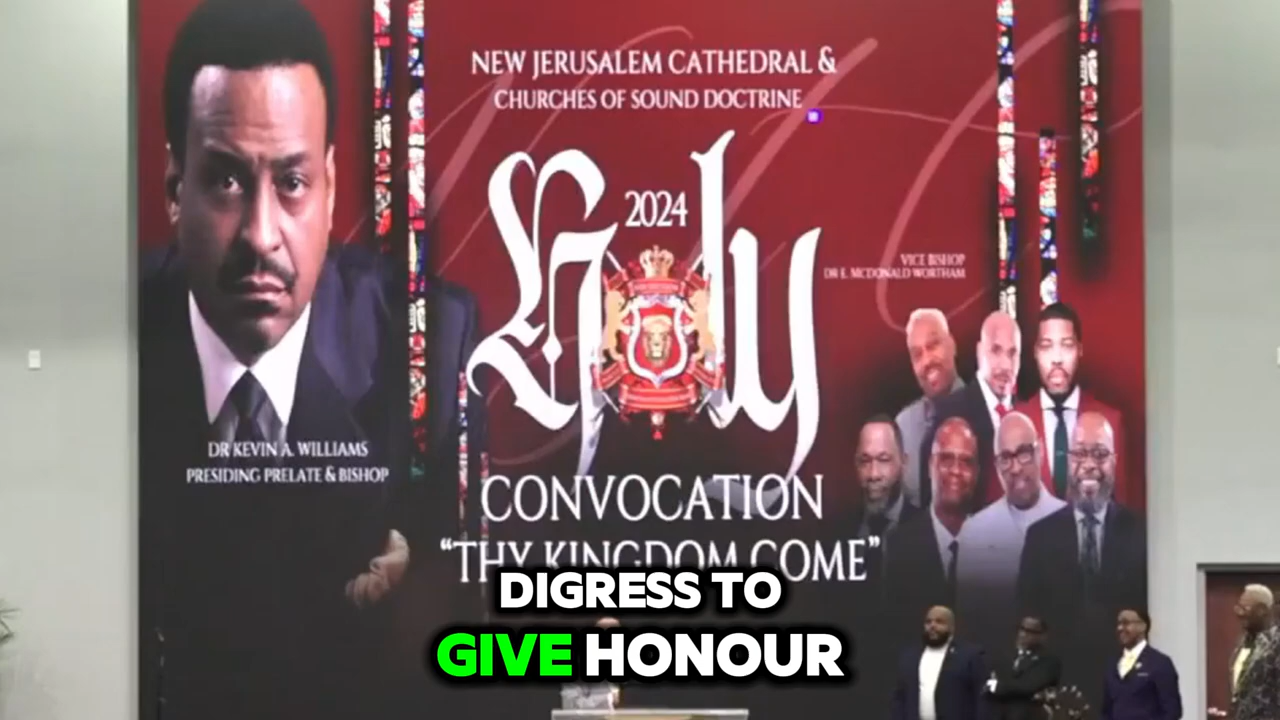 NEW JERUSALEM CATHEDRAL &
CHURCHES OF SOUND DOCTRINE
2024
Holy
VICE BISHOP
DR E. MCDONALD WORTHAM
DR KEVIN A. WILLIAMS
PRESIDING PRELATE & BISHOP
CONVOCATION
“THY KINGDOM COME”
DIGRESS TO
GIVE HONOUR